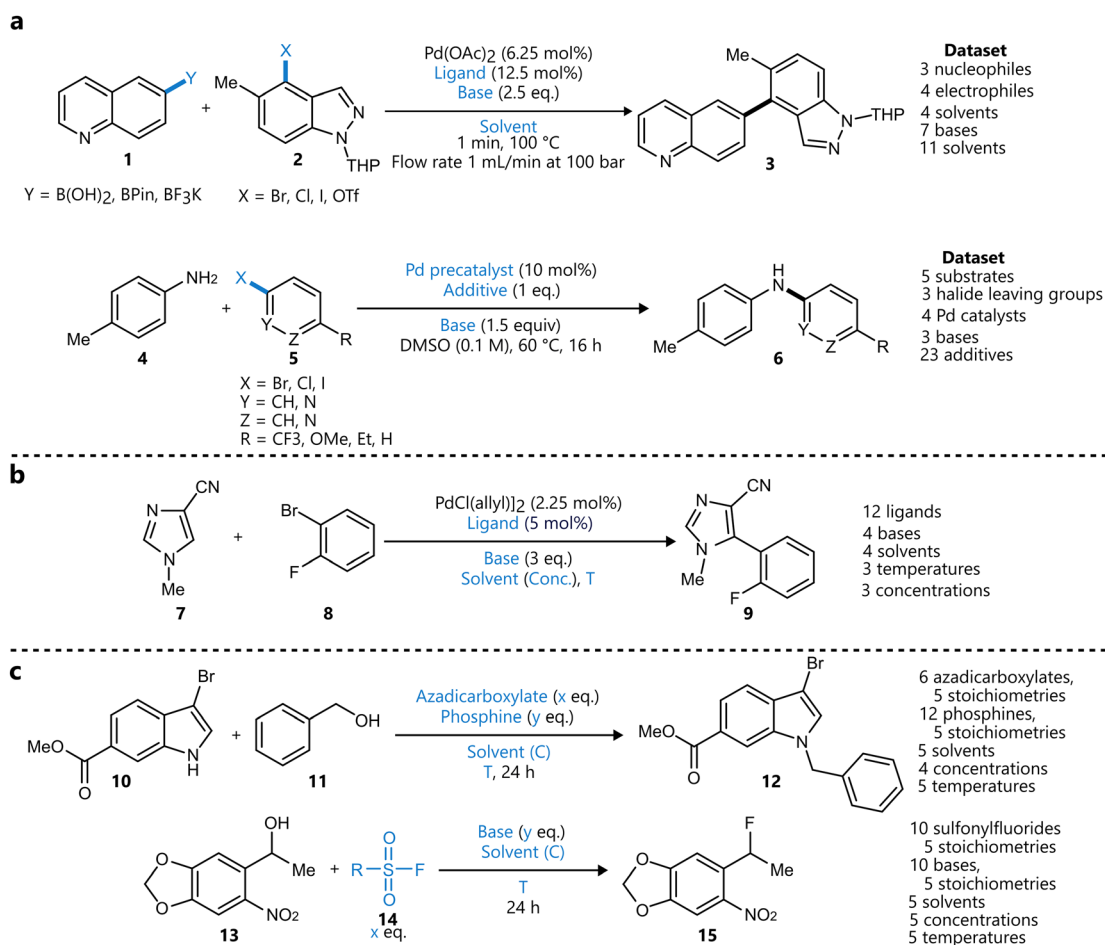 a
X
Y
N
1
+
Me
N
N
THP
2
Pd(OAc)2 (6.25 mol%)
Ligand (12.5 mol%)
Base (2.5 eq.)
Solvent
1 min, 100 °C
Flow rate 1 mL/min at 100 bar
Me
N
N
N
THP
3
Dataset
3 nucleophiles
4 electrophiles
4 solvents
7 bases
11 solvents
Y = B(OH)2, BPin, BF3K
X = Br, Cl, I, OTf
NH2
Me
4
+
X
Y
Z
R
5
Pd precatalyst (10 mol%)
Additive (1 eq.)
Base (1.5 equiv)
DMSO (0.1 M), 60 °C, 16 h
H
N
Me
Y
Z
R
6
Dataset
5 substrates
3 halide leaving groups
4 Pd catalysts
3 bases
23 additives
X = Br, Cl, I
Y = CH, N
Z = CH, N
R = CF3, OMe, Et, H
b
CN
N
N
Me
7
+
Br
F
8
PdCl(allyl)]2 (2.25 mol%)
Ligand (5 mol%)
Base (3 eq.)
Solvent (Conc.), T
CN
N
N
Me
F
9
12 ligands
4 bases
4 solvents
3 temperatures
3 concentrations
c
Br
MeO
O
N
H
10
+
OH
11
Azadicarboxylate (x eq.)
Phosphine (y eq.)
Solvent (C)
T, 24 h
Br
MeO
O
N
12
6 azadicarboxylates,
5 stoichiometries
12 phosphines,
5 stoichiometries
5 solvents
4 concentrations
5 temperatures
OH
O
O
Me
NO2
13
+
O
R S F
O
14
x eq.
Base (y eq.)
Solvent (C)
T
24 h
F
O
O
Me
NO2
15
10 sulfonylfluorides
5 stoichiometries
10 bases,
5 stoichiometries
5 solvents
5 concentrations
5 temperatures